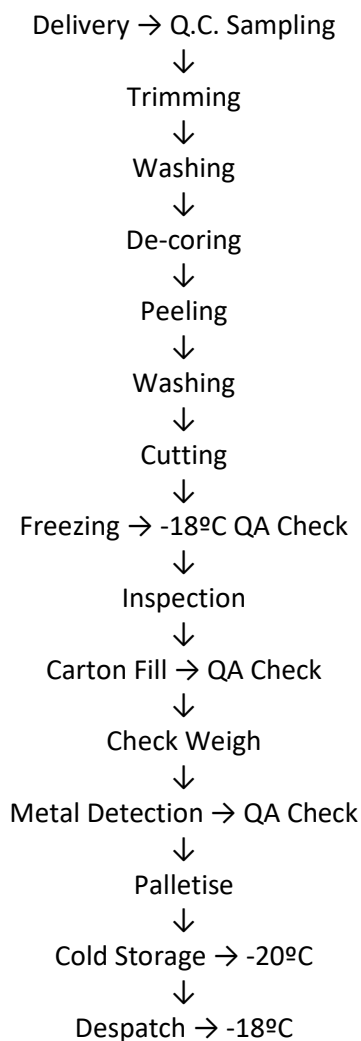 Delivery → Q.C. Sampling
↓
Trimming
↓
Washing
↓
De-coring
↓
Peeling
↓
Washing
↓
Cutting
↓
Freezing → -18ºC QA Check
↓
Inspection
↓
Carton Fill → QA Check
↓
Check Weigh
↓
Metal Detection → QA Check
↓
Palletise
↓
Cold Storage → -20ºC
↓
Despatch → -18ºC